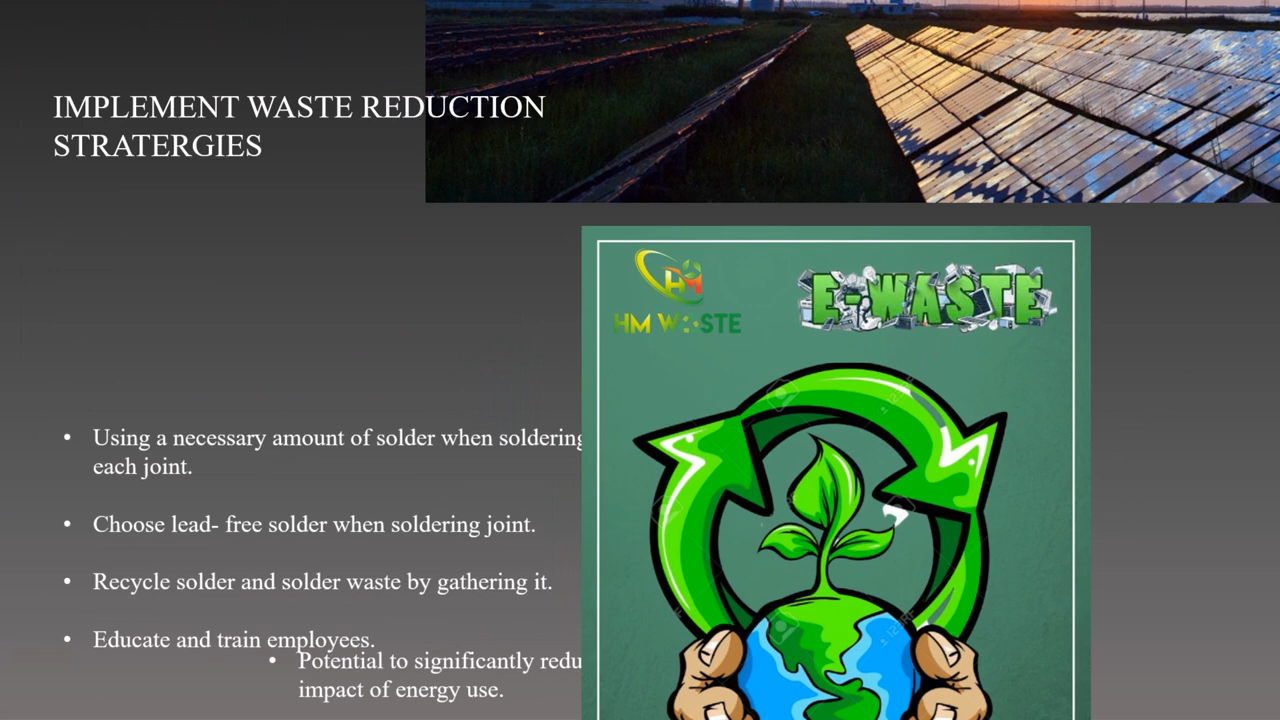 IMPLEMENT WASTE REDUCTION
STRATERGIES
HM W STE
E-WASTE
• Using a necessary amount of solder when soldering
each joint.
• Choose lead- free solder when soldering joint.
• Recycle solder and solder waste by gathering it.
• Educate and train employees.
• Potential to significantly redu
impact of energy use.